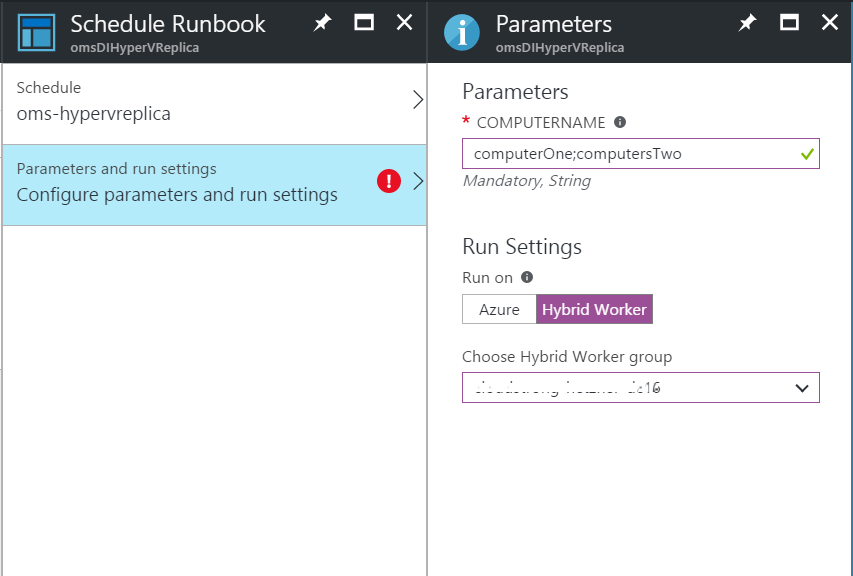 Schedule Runbook
omsDIHyperVReplica
Schedule
oms-hypervreplica
Parameters and run settings
Configure parameters and run settings
Parameters
omsDIHyperVReplica
Parameters
* COMPUTERNAME
computerOne;computersTwo
Mandatory, String
Run Settings
Run on
Azure
Hybrid Worker
Choose Hybrid Worker group